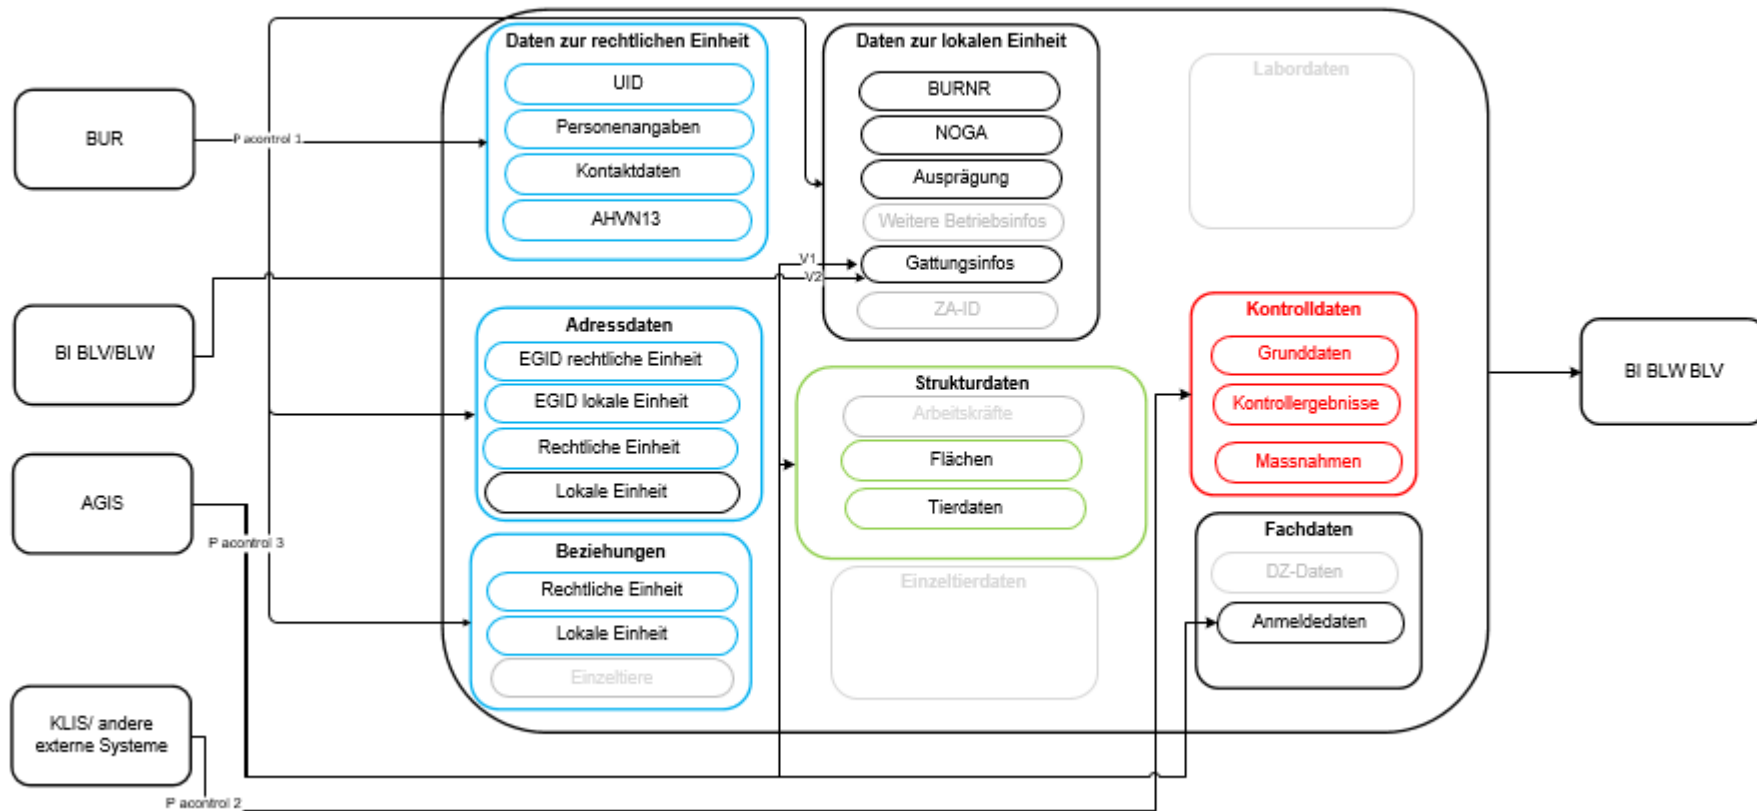 BUR
P acontrol 1
BI BLV/BLW
AGIS
P acontrol 3
KLIS/ andere
externe Systeme
P acontrol 2
Daten zur rechtlichen Einheit
UID
Personenangaben
Kontaktdaten
AHVN13
Adressdaten
EGID rechtliche Einheit
EGID lokale Einheit
Rechtliche Einheit
Lokale Einheit
Beziehungen
Rechtliche Einheit
Lokale Einheit
Einzeltiere
Daten zur lokalen Einheit
BURNR
NOGA
Ausprägung
Weitere Betriebsinfos
V1
Gattungsinfos
V2
ZA-ID
Strukturdaten
Arbeitskräfte
Flächen
Tierdaten
Einzeltierdaten
Labordaten
Kontrolldaten
Grunddaten
Kontrollergebnisse
Massnahmen
Fachdaten
DZ-Daten
Anmeldedaten
BI BLW BLV